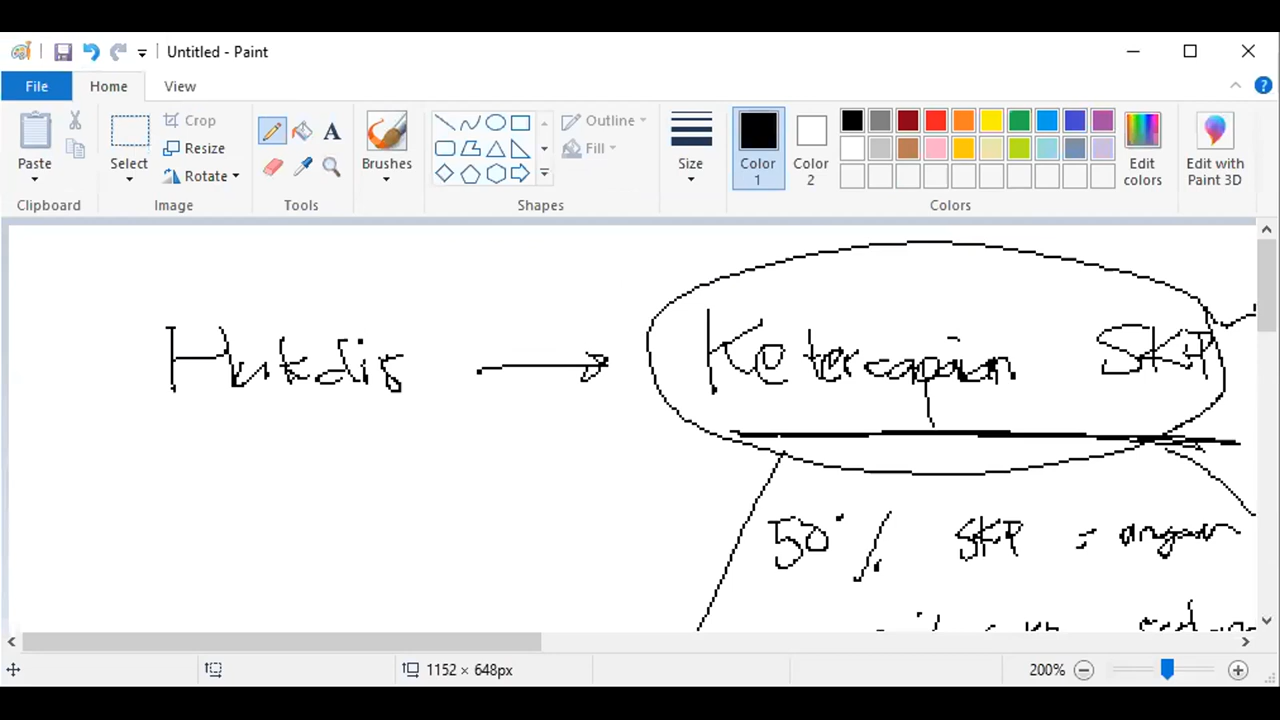 Untitled - Paint
File Home View
Paste
Select
Crop
Resize
Rotate
Brushes
Outline
Fill
Size
Color 1
Color 2
Edit colors
Edit with Paint 3D
Clipboard Image Tools Shapes Colors
Hukdis → Ketercapaian SKP
50 % SKP =
1152 × 648px 200%